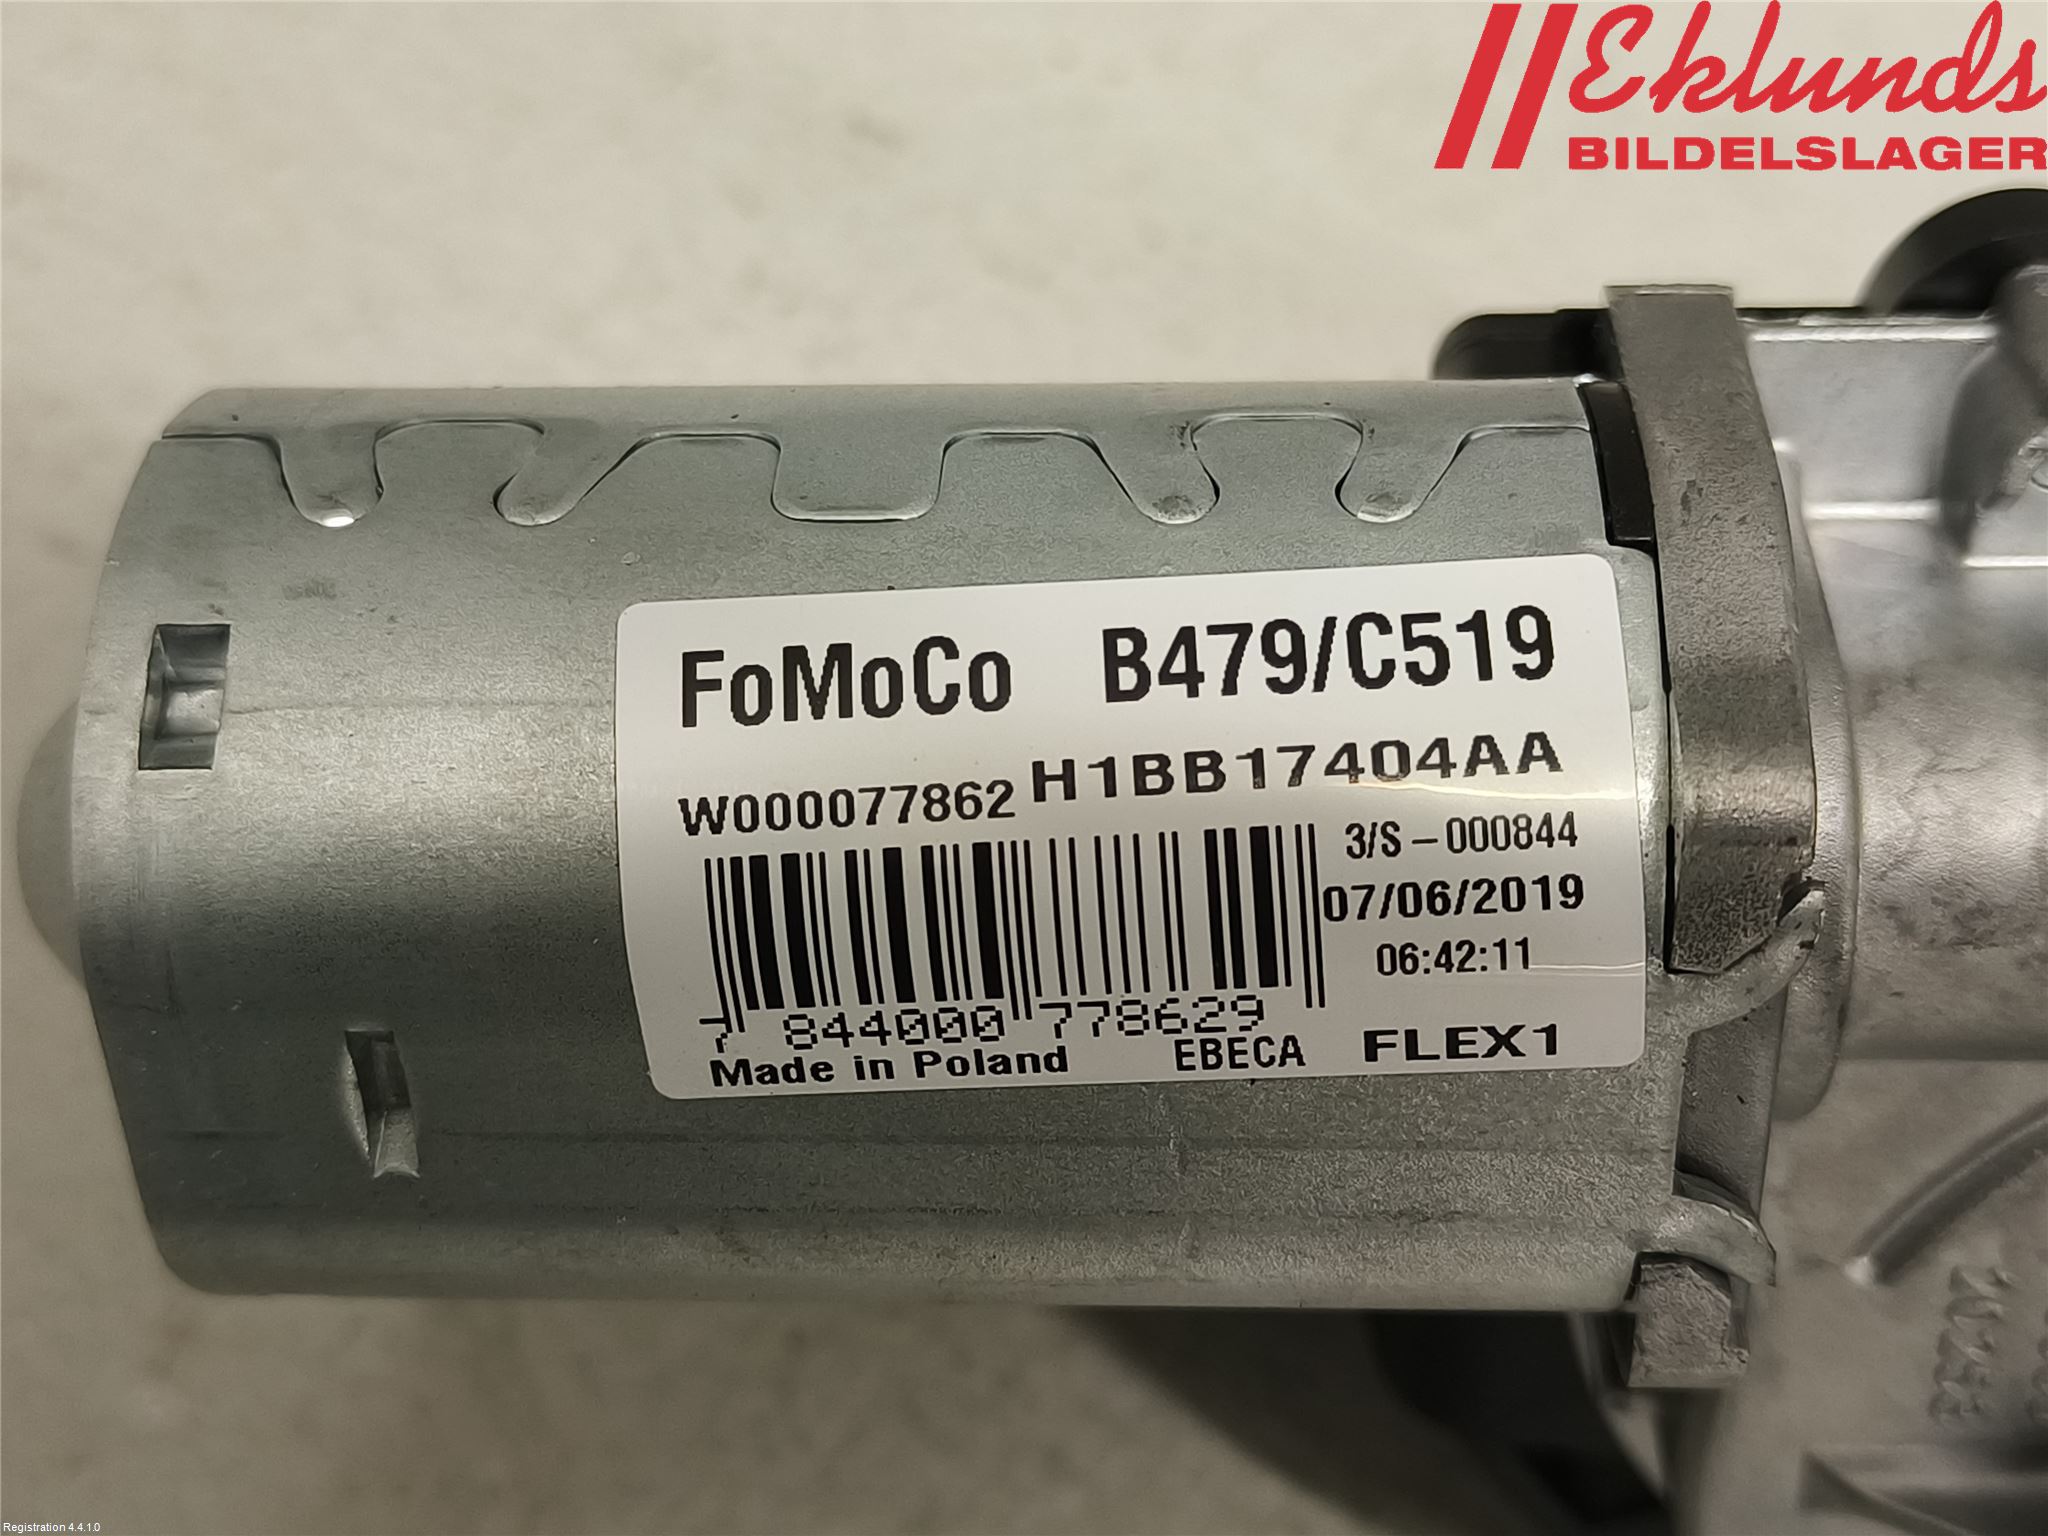 Eklunds
BILDELSLAGER
FoMoCo B479/C519
W000077862 H1BB17404AA
3/S-000844
07/06/2019
06:42:11
7 844000 778629
Made in Poland EBECA FLEX1
Registration 4.4.1.0